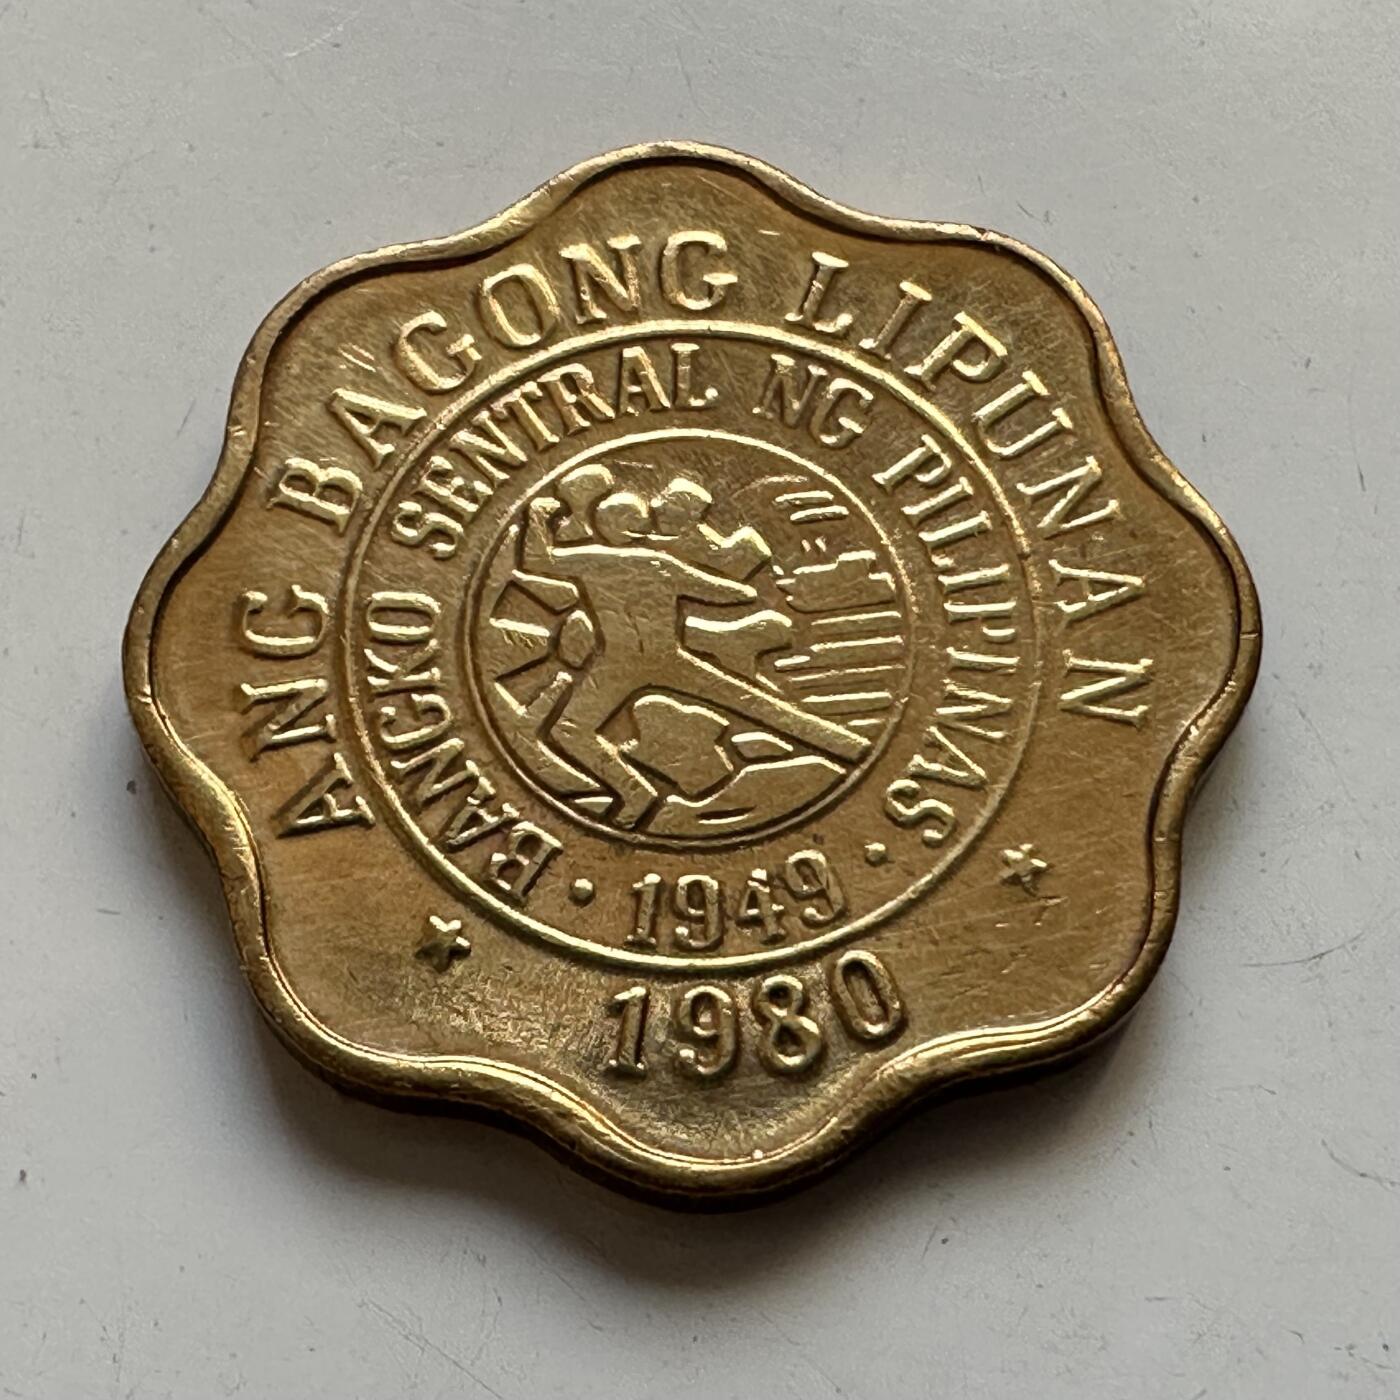 ANG BAGONG LIPUNAN
BANGKO SENTRAL NG PILIPINAS
· 1949 ·
1980